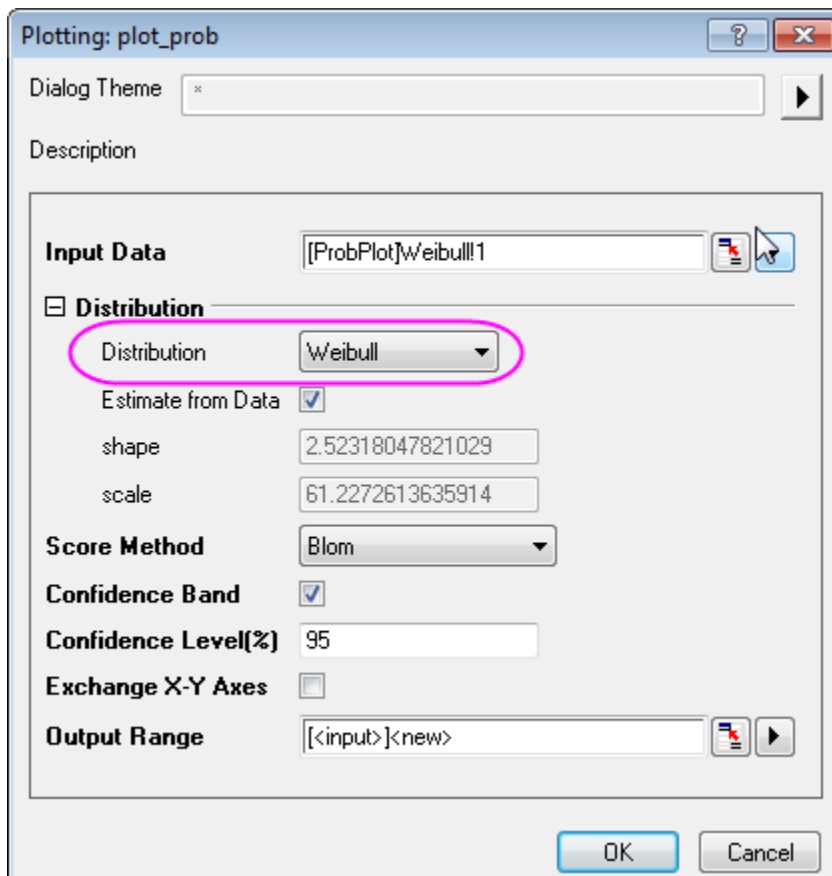 Plotting: plot_prob
Dialog Theme *
Description
Input Data [ProbPlot]Weibull!1
Distribution
Distribution Weibull
Estimate from Data
shape 2.52318047821029
scale 61.2272613635914
Score Method Blom
Confidence Band
Confidence Level(%) 95
Exchange X-Y Axes
Output Range [<input>]<new>
OK Cancel